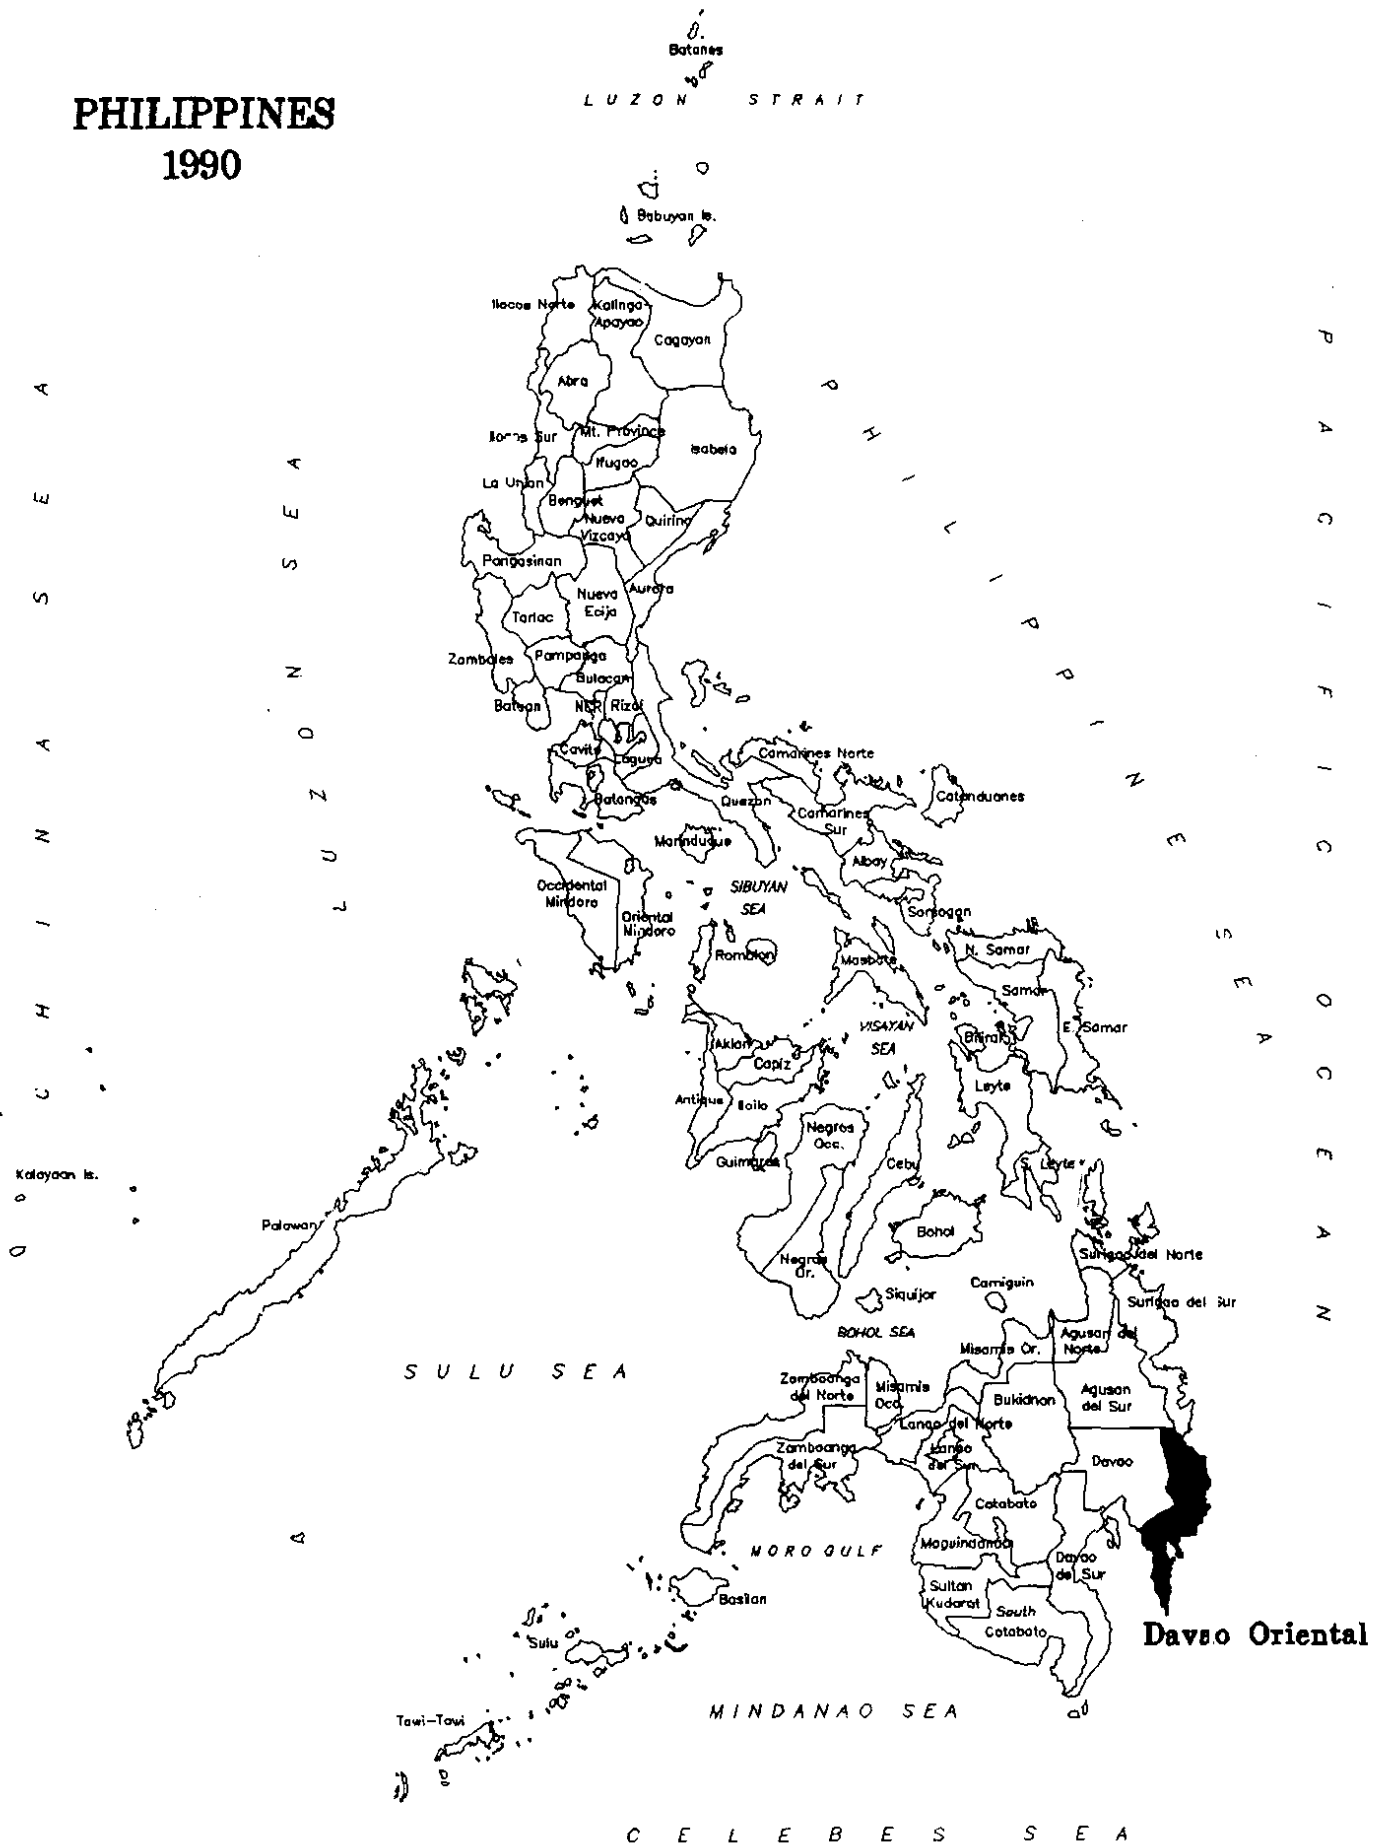 Batanes
LUZON STRAIT
PHILIPPINES
1990
Babuyan Is.
Ilocos Norte
Kalinga-
Apayao
Cagayan
Abra
Ilocos Sur
Mt. Province
Isabela
Ifugao
La Union
Benguet
Nueva
Vizcaya
Quirino
Pangasinan
Aurora
Nueva
Ecija
Tarlac
Zambales
Pampanga
Bulacan
Bataan
NCR
Rizal
Cavite
Laguna
Camarines Norte
Batangas
Quezon
Catanduanes
Camarines
Sur
Marinduque
Albay
SIBUYAN
SEA
Occidental
Mindoro
Oriental
Mindoro
Sorsogon
Romblon
Masbate
N. Samar
Samar
E. Samar
VISAYAN
SEA
Biliran
Aklan
Capiz
Leyte
Antique
Iloilo
Negros
Occ.
Guimaras
Cebu
S. Leyte
Kalayaan Is.
Palawan
Bohol
Surigao del Norte
Negros
Or.
Siquijor
Camiguin
Surigao del Sur
BOHOL SEA
Misamis Or.
Agusan del
Norte
SULU SEA
Zamboanga
del Norte
Misamis
Occ.
Bukidnon
Agusan
del Sur
Lanao del Norte
Zamboanga
del Sur
Lanao
del Sur
Davao
Cotabato
MORO GULF
Maguindanao
Davao
del Sur
Basilan
Sultan
Kudarat
South
Cotabato
Sulu
Davao Oriental
MINDANAO SEA
Tawi-Tawi
CELEBES SEA
CHINA SEA
LUZON SEA
PHILIPPINE SEA
PACIFIC OCEAN